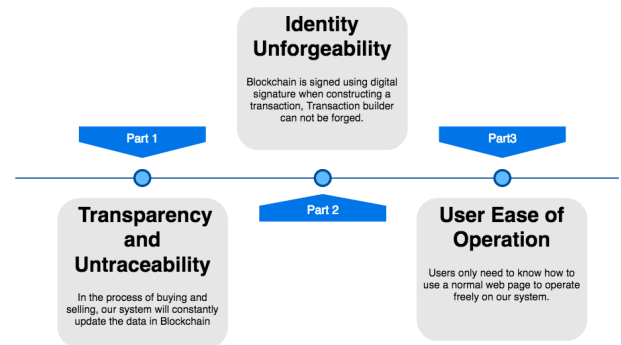 Identity
Unforgeability
Blockchain is signed using digital
signature when constructing a
transaction, Transaction builder
can not be forged.
Part 1
Part3
Part 2
Transparency
and
Untraceability
In the process of buying and
selling, our system will constantly
update the data in Blockchain
User Ease of
Operation
Users only need to know how to
use a normal web page to operate
freely on our system.